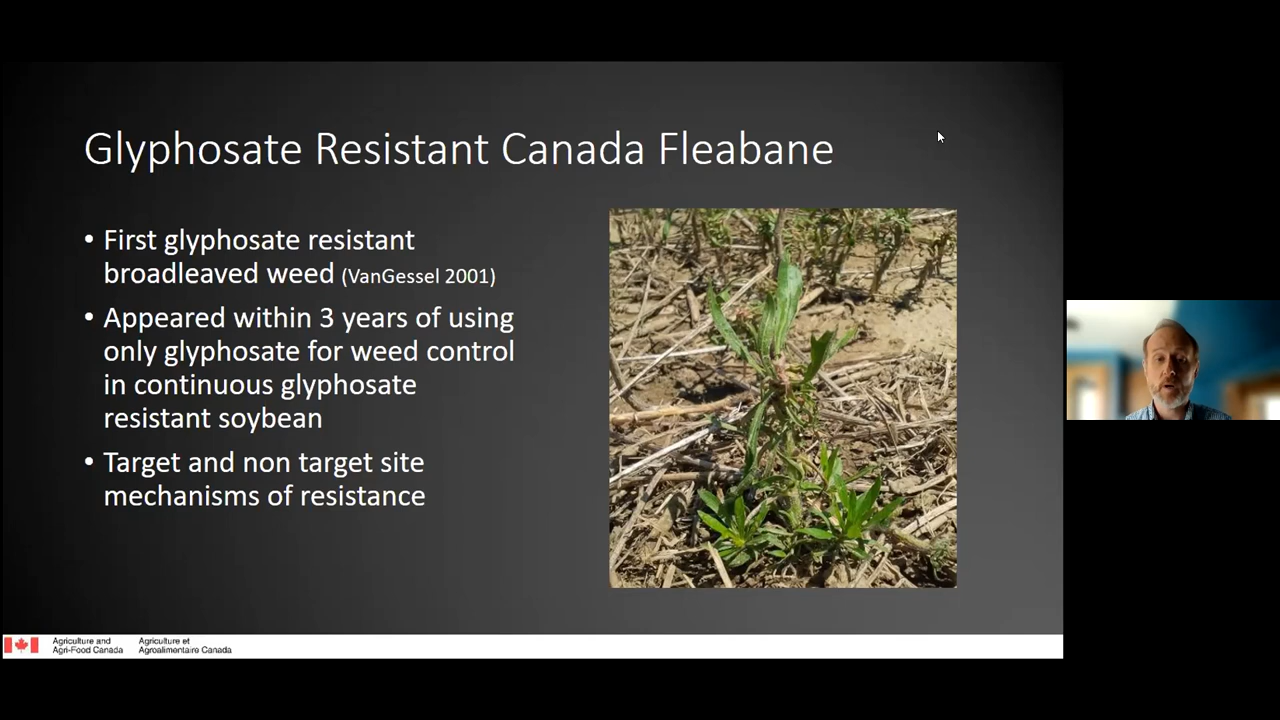 Glyphosate Resistant Canada Fleabane
• First glyphosate resistant
broadleaved weed (VanGessel 2001)
• Appeared within 3 years of using
only glyphosate for weed control
in continuous glyphosate
resistant soybean
• Target and non target site
mechanisms of resistance
Agriculture and
Agri-Food Canada
Agriculture et
Agroalimentaire Canada